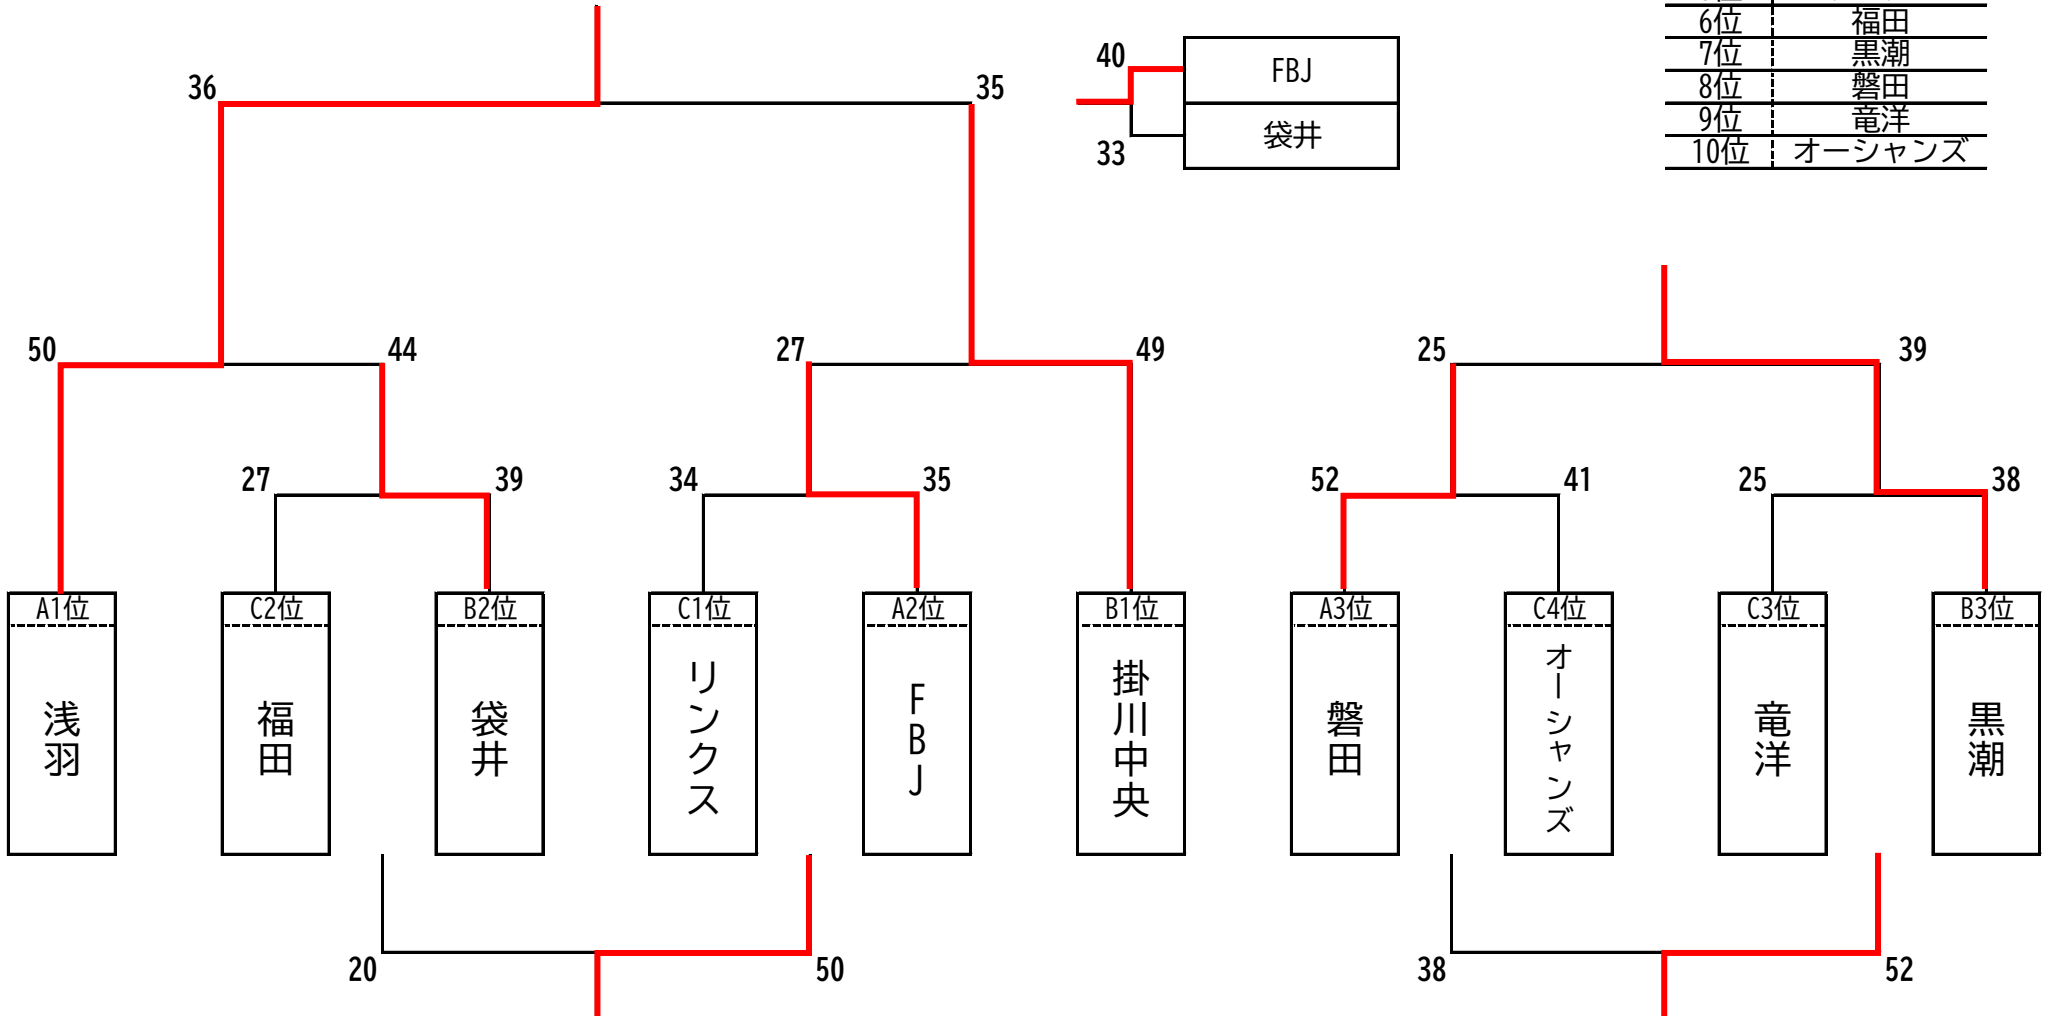 6位 福田
40 FBJ
7位 黒潮
36 35
8位 磐田
9位 竜洋
33 袋井
10位 オーシャンズ
50 44 27 49 25 39
27 39 34 35 52 41 25 38
A1位 C2位 B2位 C1位 A2位 B1位 A3位 C4位 C3位 B3位
浅羽
福田
袋井
リンクス
FBJ
掛川中央
磐田
オーシャンズ
竜洋
黒潮
20 50 38 52